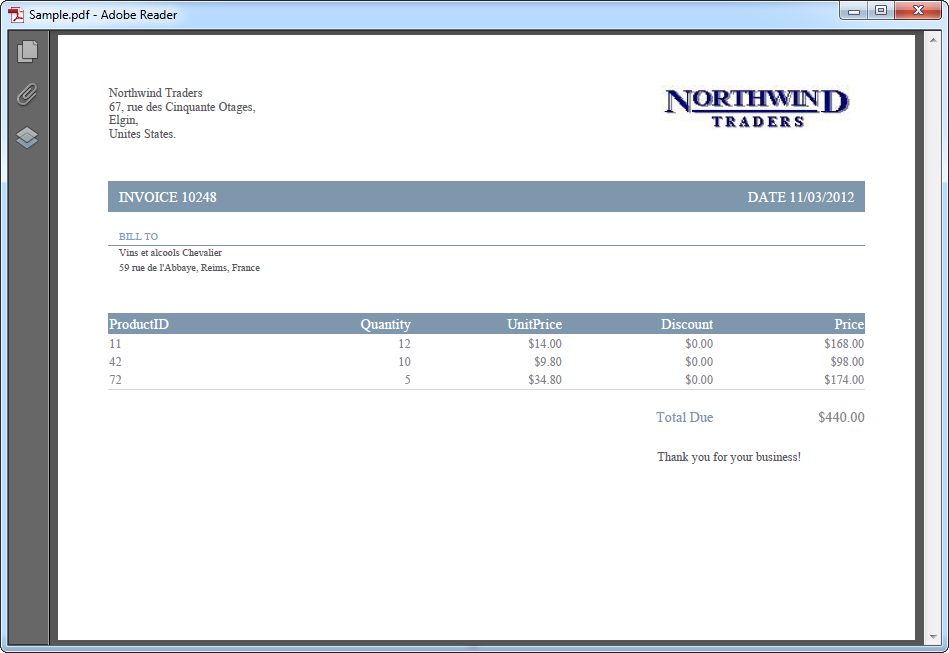 Sample.pdf - Adobe Reader
Northwind Traders
67, rue des Cinquante Otages,
Elgin,
Unites States.
NORTHWIND
TRADERS
INVOICE 10248 DATE 11/03/2012
BILL TO
Vins et alcools Chevalier
59 rue de l'Abbaye, Reims, France
ProductID Quantity UnitPrice Discount Price
11 12 $14.00 $0.00 $168.00
42 10 $9.80 $0.00 $98.00
72 5 $34.80 $0.00 $174.00
Total Due $440.00
Thank you for your business!